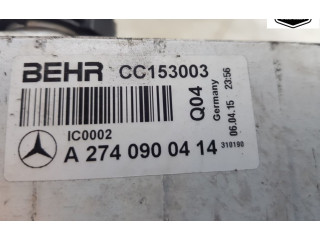 BEHR CC153003
Q04
Germany
06.04.15 23:56
IC0002
A 274 090 04 14 310180